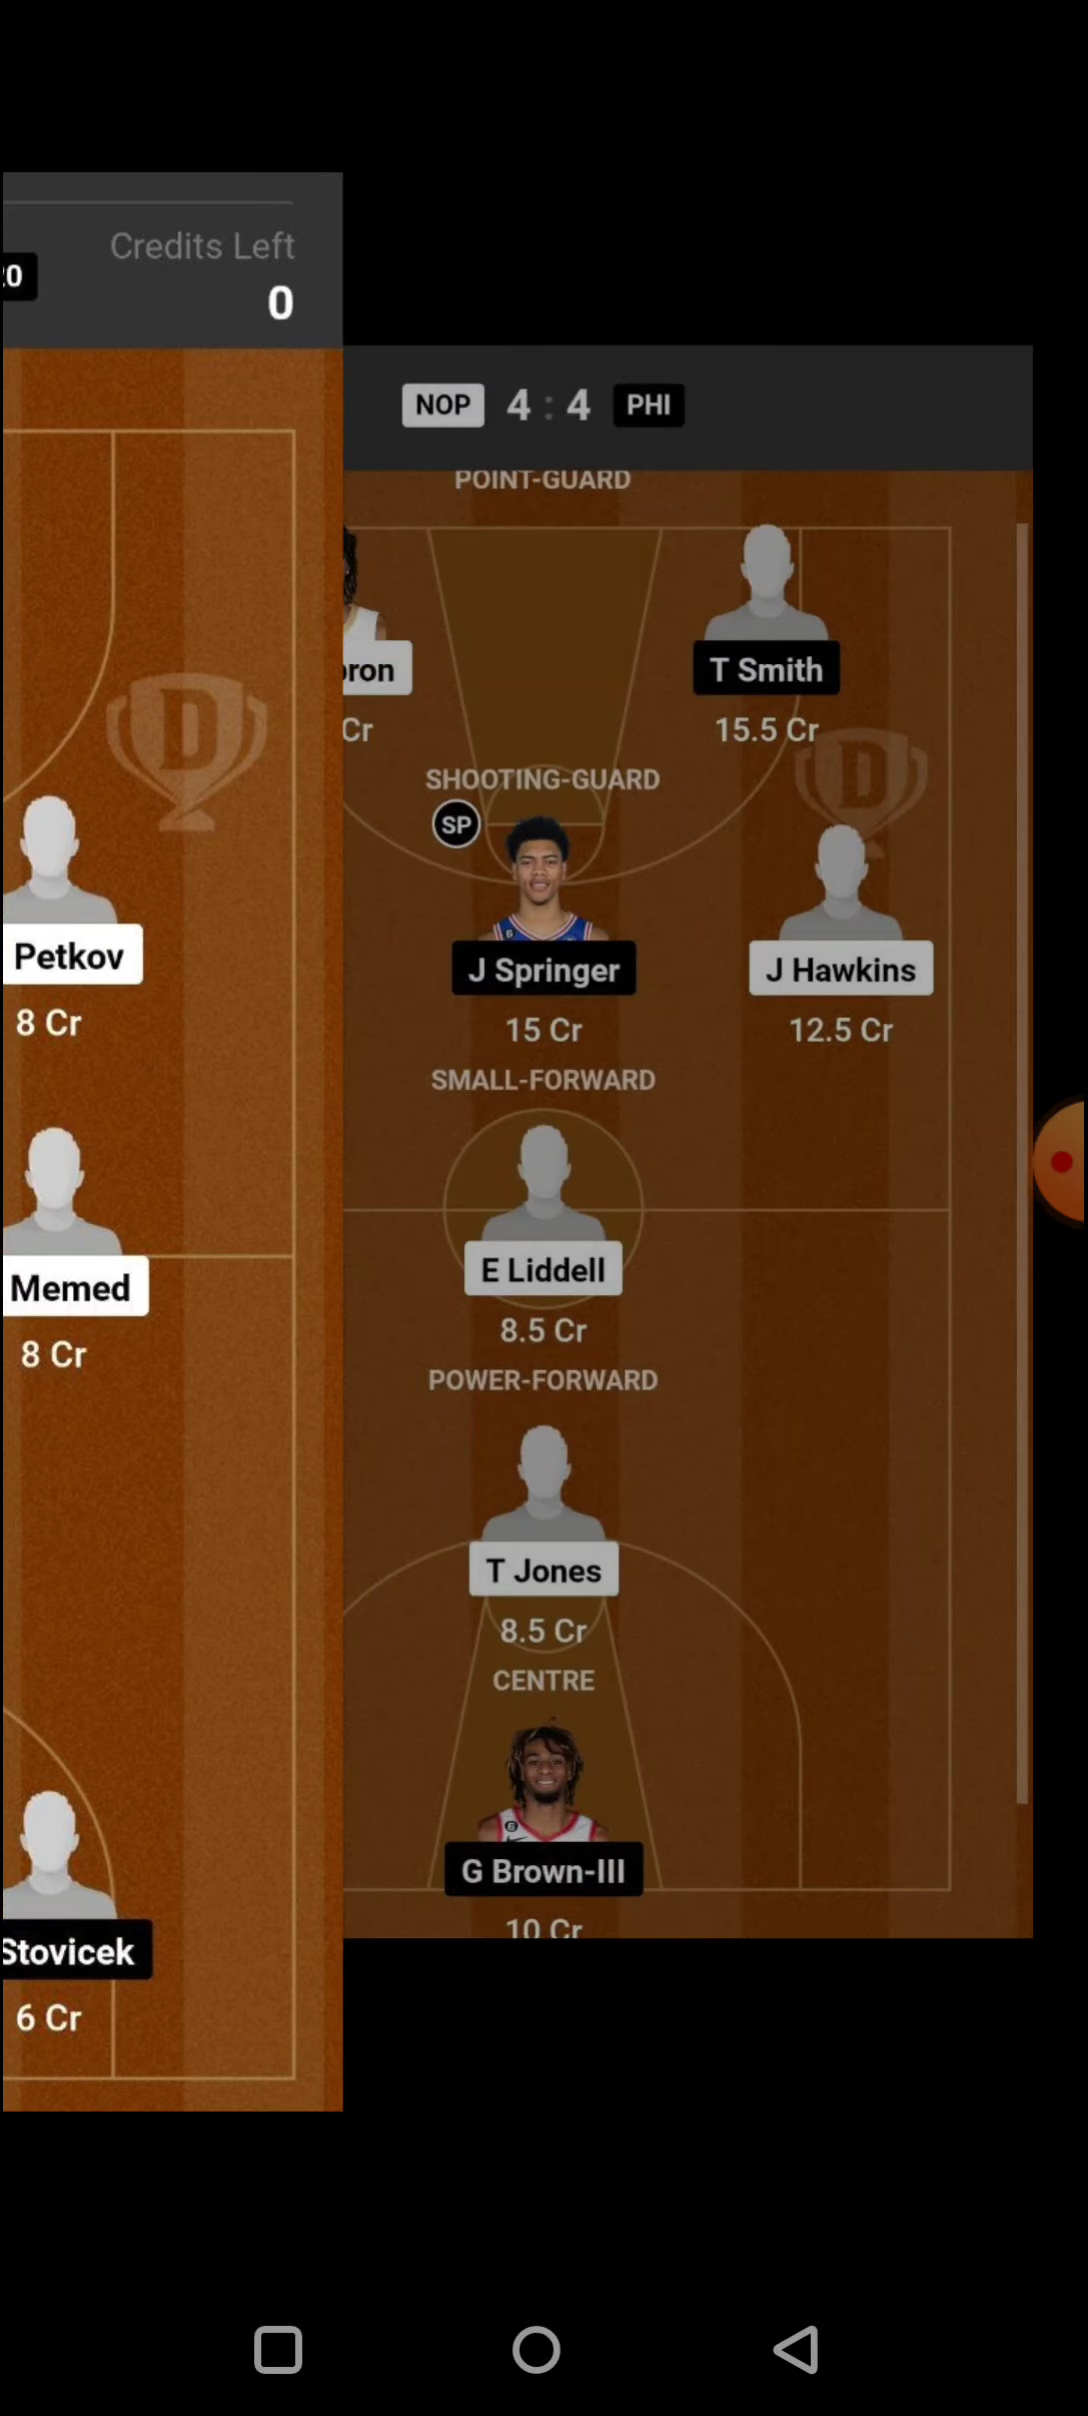 Credits Left
20
0
Petkov
8 Cr
Memed
8 Cr
Stovicek
6 Cr
NOP 4 : 4 PHI
POINT-GUARD
T Smith
Cr
15.5 Cr
SHOOTING-GUARD
SP
J Springer
J Hawkins
15 Cr
12.5 Cr
SMALL-FORWARD
E Liddell
8.5 Cr
POWER-FORWARD
T Jones
8.5 Cr
CENTRE
G Brown-III
10 Cr